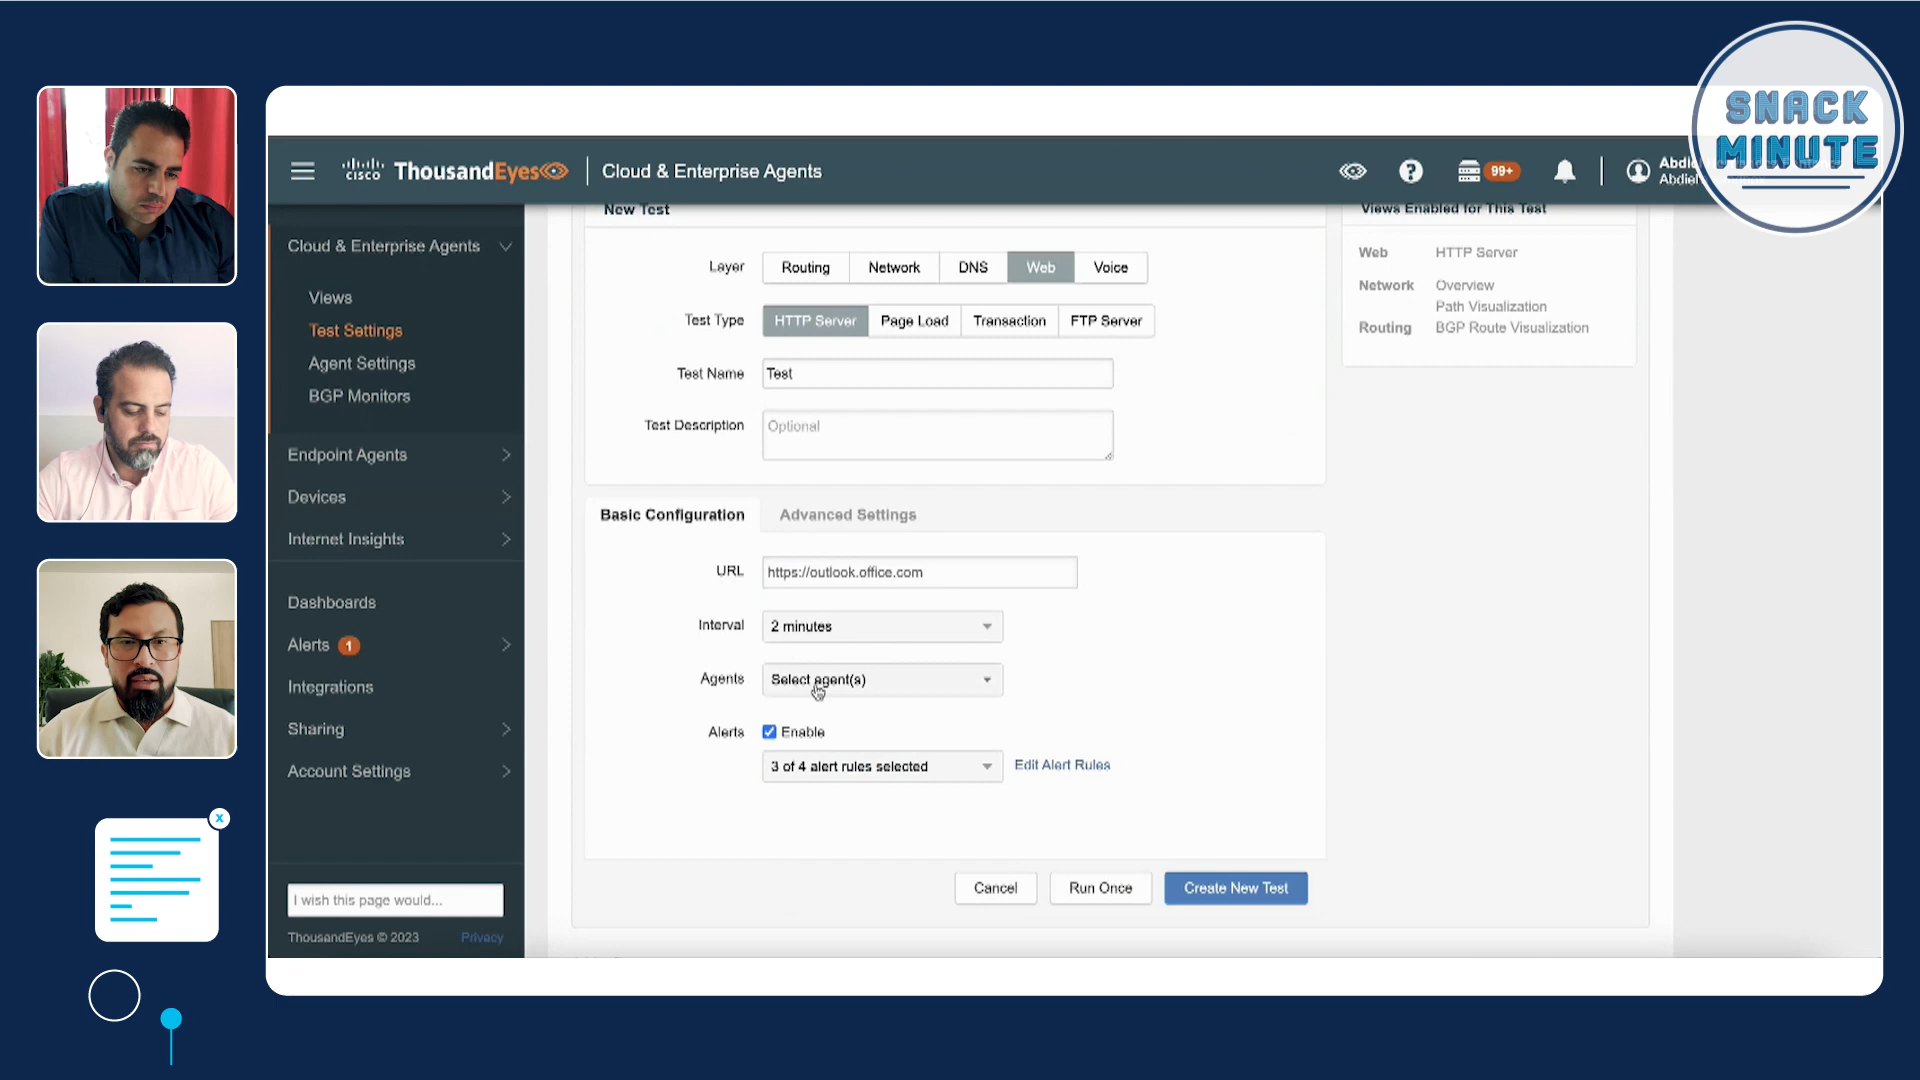 SNACK
MINUTE
cisco ThousandEyes
Cloud & Enterprise Agents
99+
Abdiel
Cloud & Enterprise Agents
Views
Test Settings
Agent Settings
BGP Monitors
Endpoint Agents
Devices
Internet Insights
Dashboards
Alerts 1
Integrations
Sharing
Account Settings
I wish this page would...
ThousandEyes © 2023 Privacy
New Test
Layer Routing Network DNS Web Voice
Test Type HTTP Server Page Load Transaction FTP Server
Test Name Test
Test Description Optional
Basic Configuration Advanced Settings
URL https://outlook.office.com
Interval 2 minutes
Agents Select agent(s)
Alerts Enable
3 of 4 alert rules selected Edit Alert Rules
Cancel Run Once Create New Test
Views Enabled for This Test
Web HTTP Server
Network Overview
Path Visualization
Routing BGP Route Visualization
x